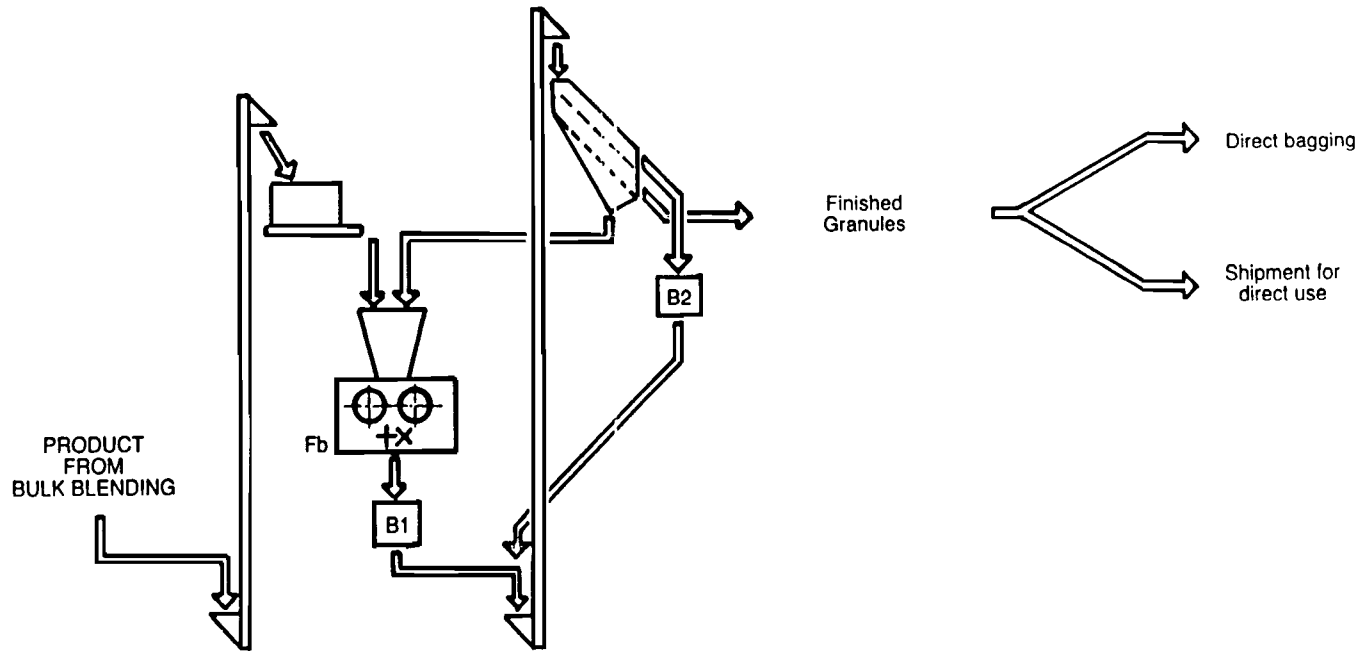 PRODUCT
FROM
BULK BLENDING
Fb
B1
B2
Finished
Granules
Direct bagging
Shipment for
direct use